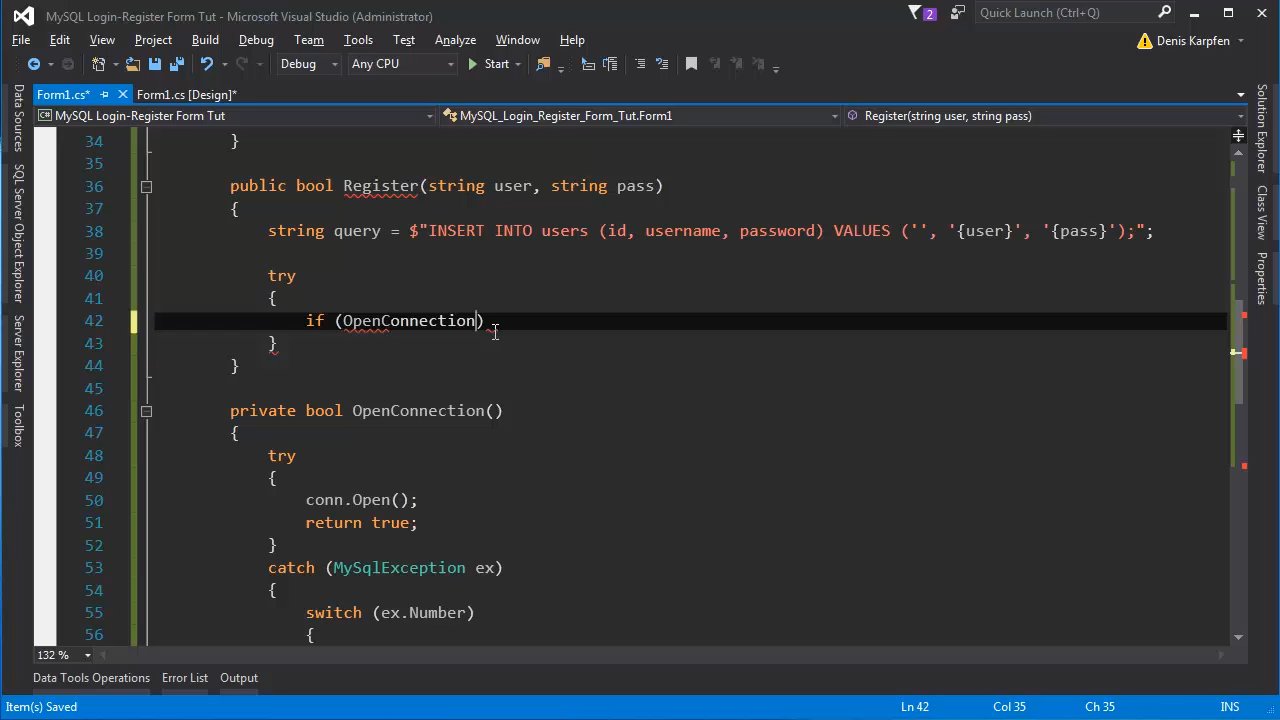 MySQL Login-Register Form Tut - Microsoft Visual Studio (Administrator)
2
Quick Launch (Ctrl+Q)
File Edit View Project Build Debug Team Tools Test Analyze Window Help
Denis Karpfen
Debug Any CPU Start
Form1.cs* Form1.cs [Design]*
C# MySQL Login-Register Form Tut MySQL_Login_Register_Form_Tut.Form1 Register(string user, string pass)
Data Sources
SQL Server Object Explorer
Server Explorer
Toolbox
34 }
35
36 public bool Register(string user, string pass)
37 {
38 string query = $"INSERT INTO users (id, username, password) VALUES ('', '{user}', '{pass}');";
39
40 try
41 {
42 if (OpenConnection)
43 }
44 }
45
46 private bool OpenConnection()
47 {
48 try
49 {
50 conn.Open();
51 return true;
52 }
53 catch (MySqlException ex)
54 {
55 switch (ex.Number)
56 {
Solution Explorer
Class View
Properties
132 %
Data Tools Operations Error List Output
Item(s) Saved Ln 42 Col 35 Ch 35 INS